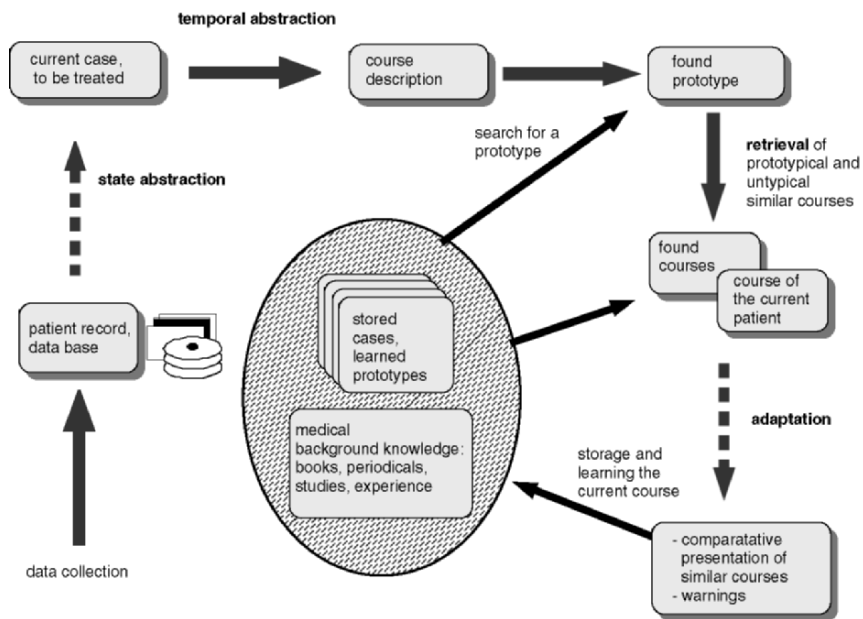 temporal abstraction
current case,
to be treated
course
description
found
prototype
search for a
prototype
retrieval of
prototypical and
untypical
similar courses
state abstraction
found
courses
course of
the current
patient
patient record,
data base
stored
cases,
learned
prototypes
medical
background knowledge:
books, periodicals,
studies, experience
adaptation
storage and
learning the
current course
- comparatative
presentation of
similar courses
- warnings
data collection